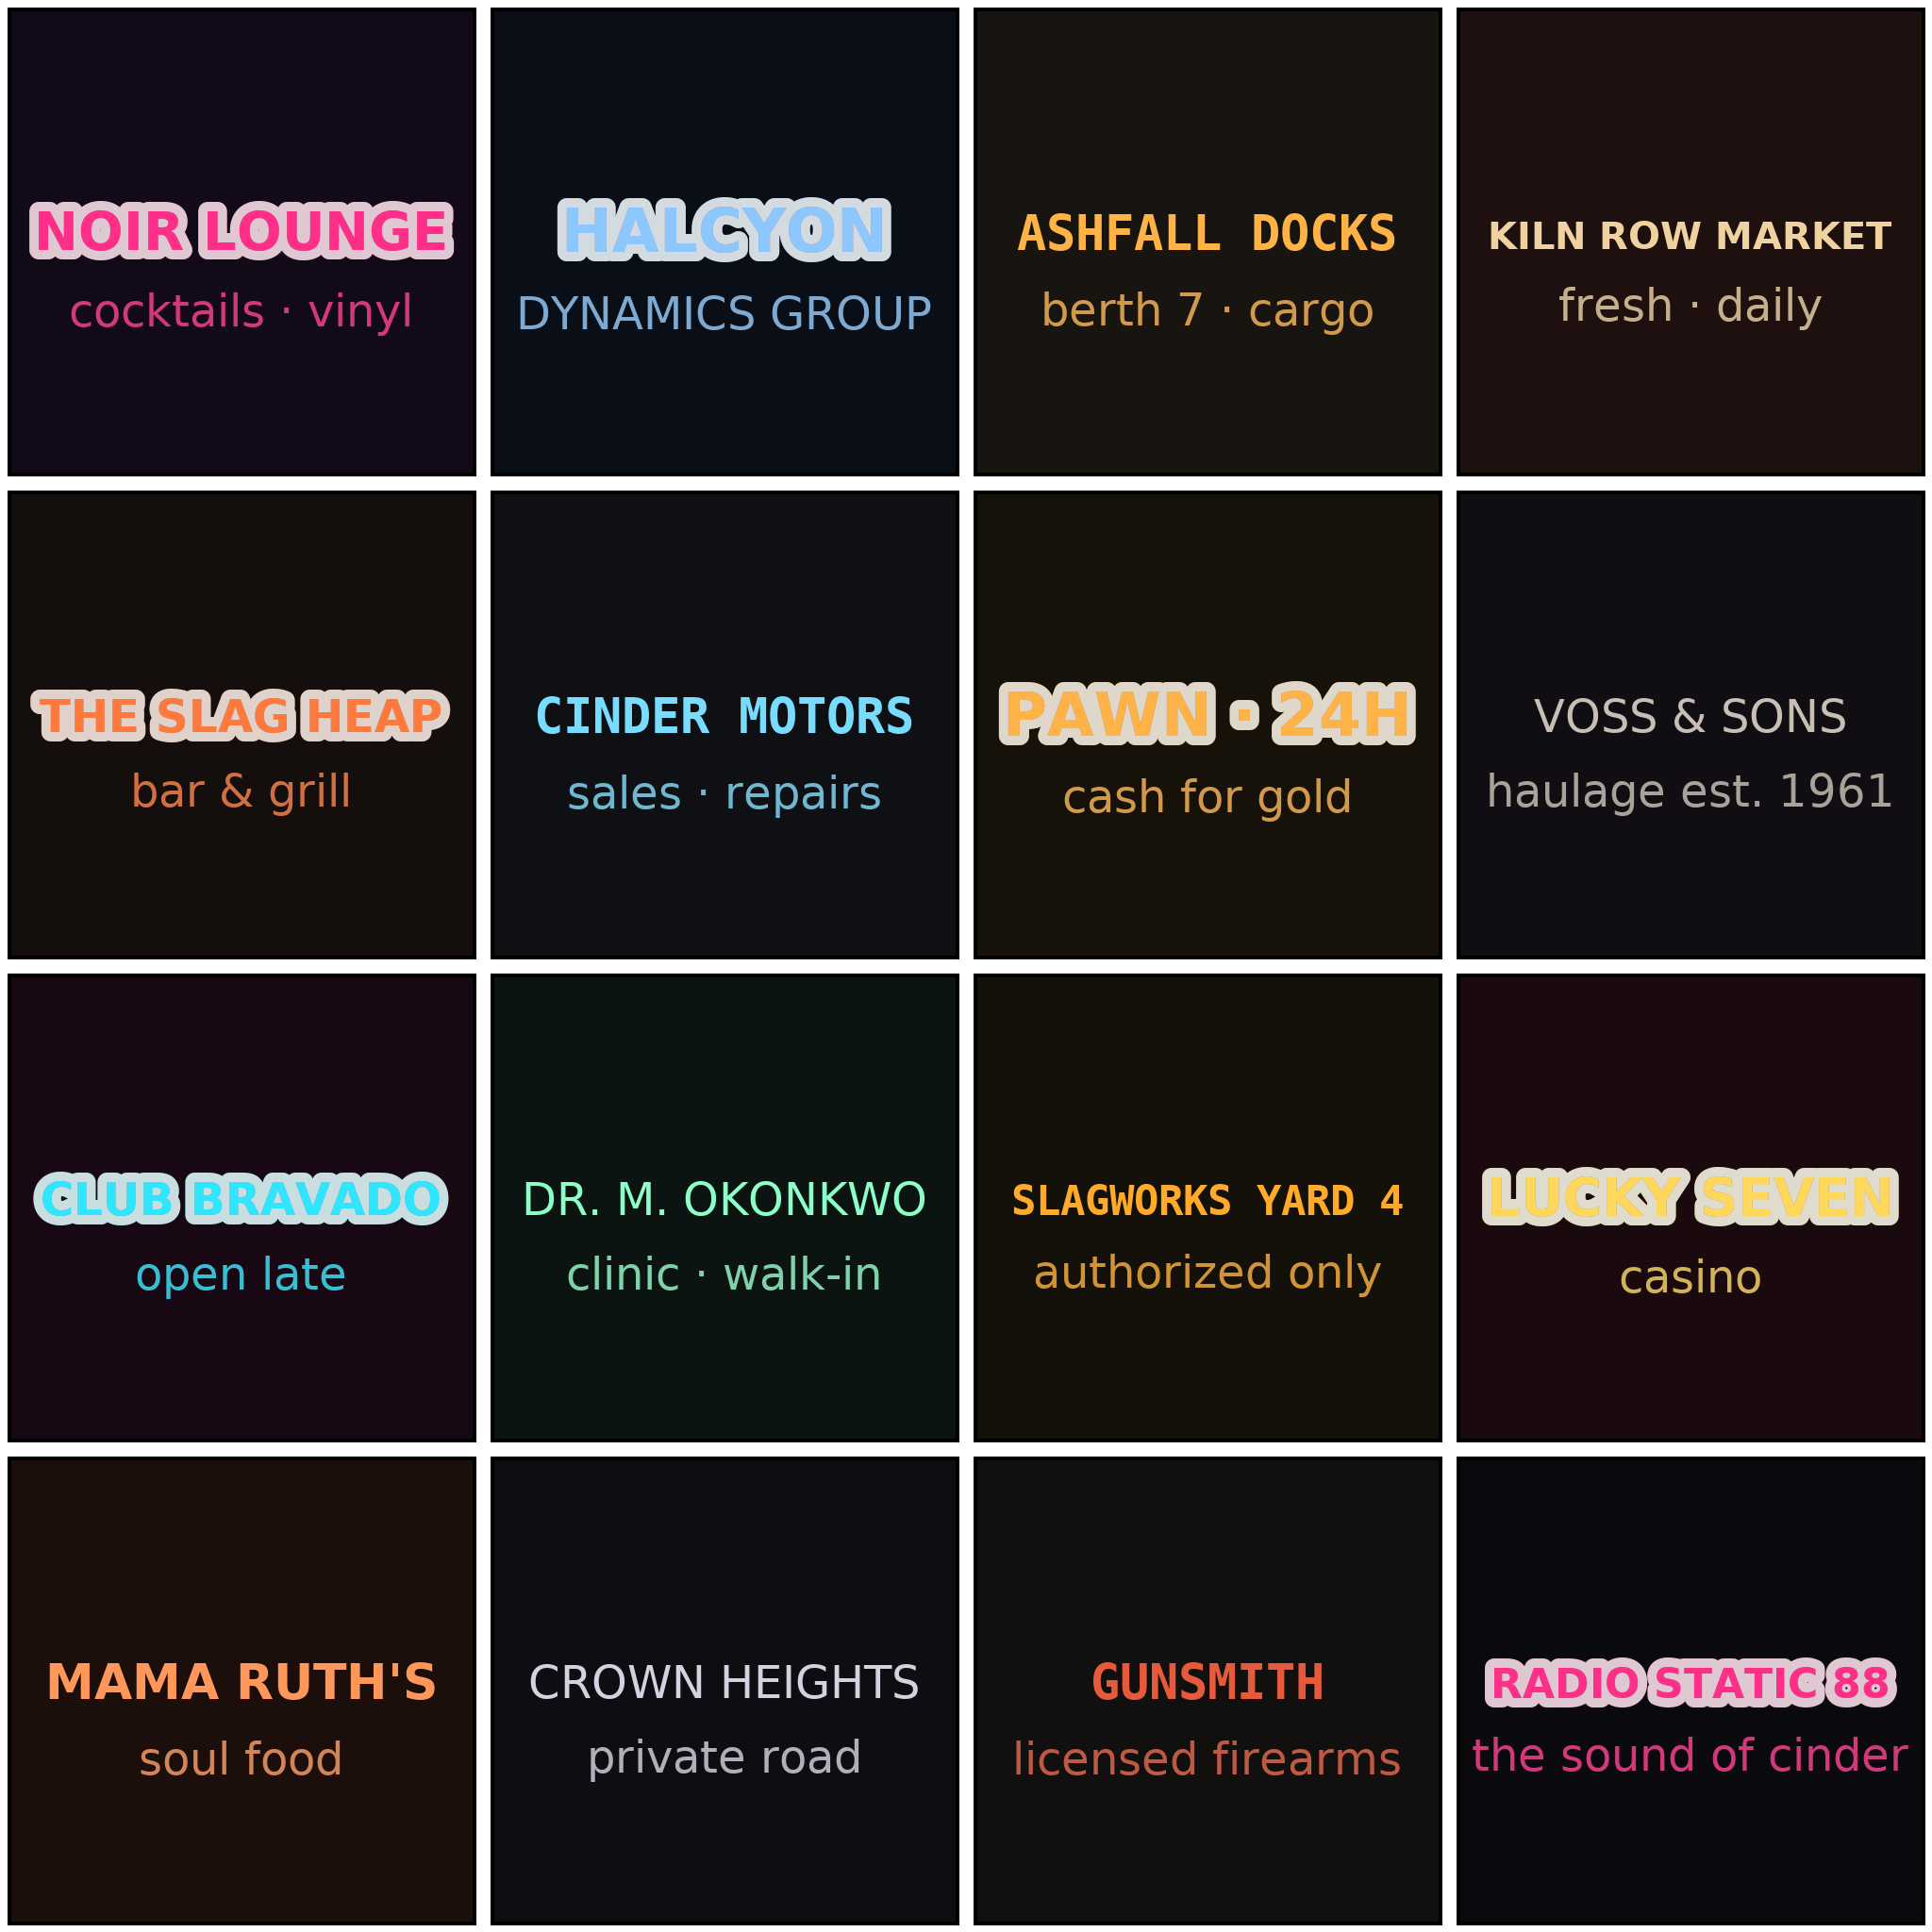 NOIR LOUNGE
cocktails · vinyl
HALCYON
DYNAMICS GROUP
ASHFALL DOCKS
berth 7 · cargo
KILN ROW MARKET
fresh · daily
THE SLAG HEAP
bar & grill
CINDER MOTORS
sales · repairs
PAWN · 24H
cash for gold
VOSS & SONS
haulage est. 1961
CLUB BRAVADO
open late
DR. M. OKONKWO
clinic · walk-in
SLAGWORKS YARD 4
authorized only
LUCKY SEVEN
casino
MAMA RUTH'S
soul food
CROWN HEIGHTS
private road
GUNSMITH
licensed firearms
RADIO STATIC 88
the sound of cinder